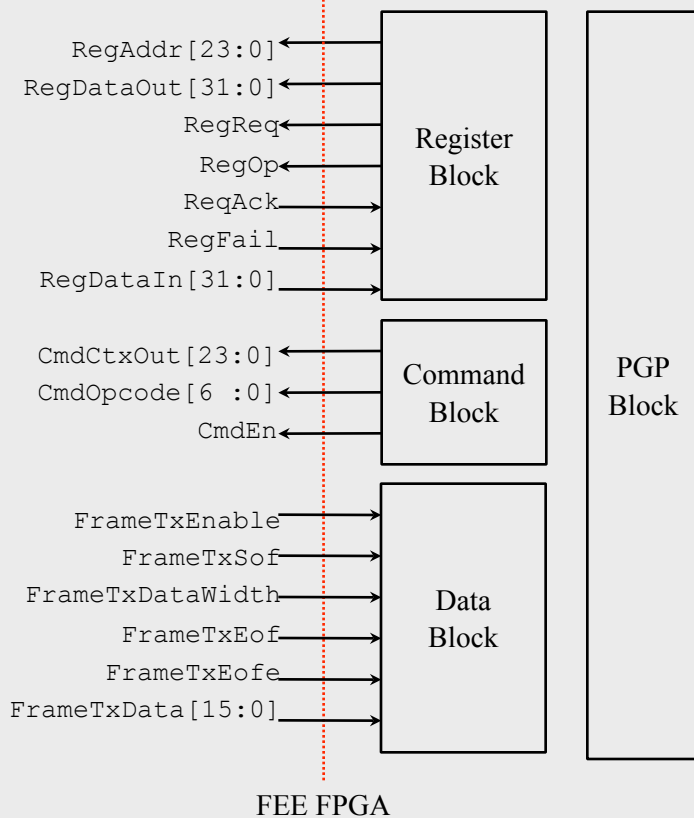 RegAddr[23:0]
RegDataOut[31:0]
RegReq
RegOp
ReqAck
RegFail
RegDataIn[31:0]
Register
Block
CmdCtxOut[23:0]
CmdOpcode[6 :0]
CmdEn
Command
Block
PGP
Block
FrameTxEnable
FrameTxSof
FrameTxDataWidth
FrameTxEof
FrameTxEofe
FrameTxData[15:0]
Data
Block
FEE FPGA